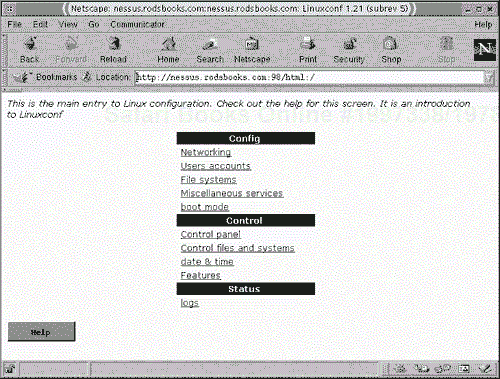 Netscape: nessus.rodsbooks.com:nessus.rodsbooks.com: Linuxconf 1.21 (subrev 5)
File Edit View Go Communicator Help
Back Forward Reload Home Search Netscape Print Security Shop Stop
N
Bookmarks Location: http://nessus.rodsbooks.com:98/html:/
This is the main entry to Linux configuration. Check out the help for this screen. It is an introduction
to Linuxconf
Safari Books Online
Config
Networking
Users accounts
File systems
Miscellaneous services
boot mode
Control
Control panel
Control files and systems
date & time
Features
Status
logs
Help